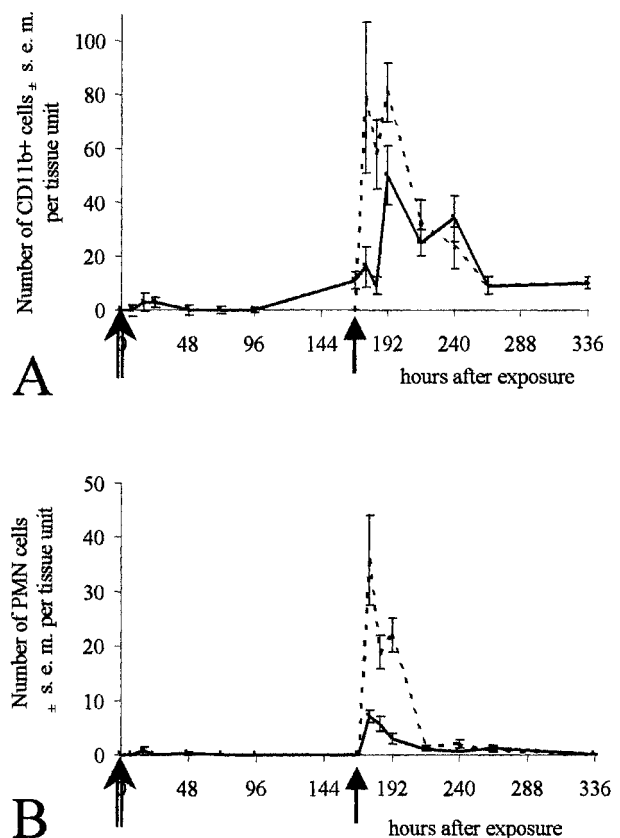 Number of CD11b+ cells ± s. e. m.
per tissue unit
100
80
60
40
20
0
0 48 96 144 192 240 288 336
hours after exposure
A
Number of PMN cells
± s. e. m. per tissue unit
50
40
30
20
10
0
0 48 96 144 192 240 288 336
hours after exposure
B